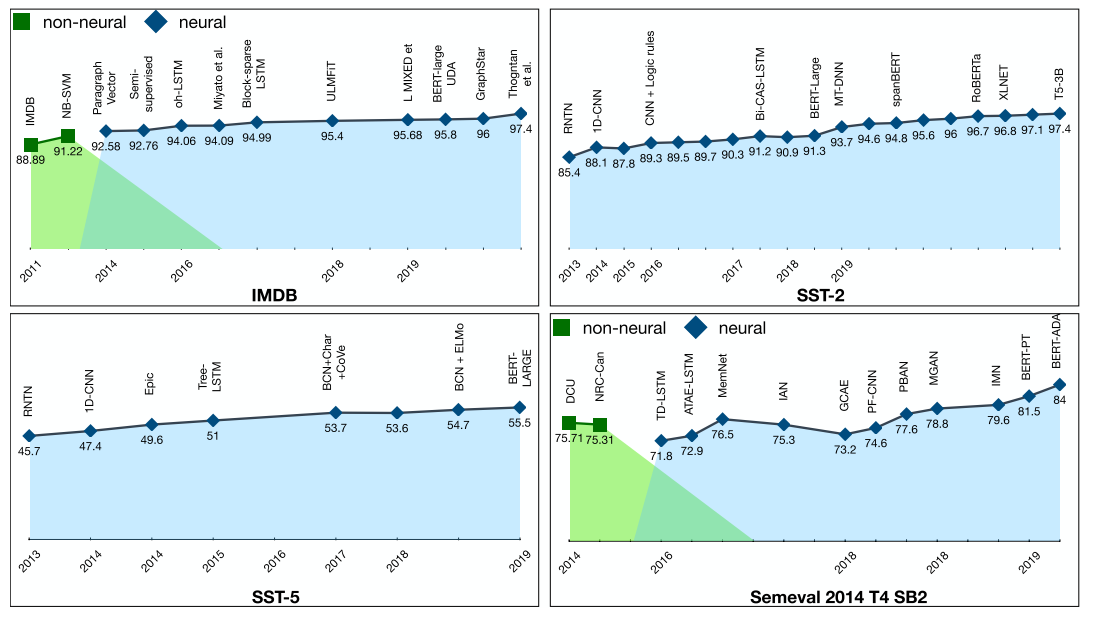 non-neural
neural
IMDB
NB-SVM
Paragraph
Vector
Semi-
supervised
oh-LSTM
Miyato et al.
Block-sparse
LSTM
ULMFiT
L MIXED et
BERT-large
UDA
GraphStar
Thogntan
et al.
88.89
91.22
92.58
92.76
94.06
94.09
94.99
95.4
95.68
95.8
96
97.4
2011
2014
2016
2018
2019
IMDB
RNTN
1D-CNN
CNN + Logic rules
Bi-CAS-LSTM
BERT-Large
MT-DNN
spanBERT
RoBERTa
XLNET
T5-3B
85.4
88.1
87.8
89.3
89.5
89.7
90.3
91.2
90.9
91.3
93.7
94.6
94.8
95.6
96
96.7
96.8
97.1
97.4
2013
2014
2015
2016
2017
2018
2019
SST-2
RNTN
1D-CNN
Epic
Tree-
LSTM
BCN+Char
+CoVe
BCN + ELMo
BERT-
LARGE
45.7
47.4
49.6
51
53.7
53.6
54.7
55.5
2013
2014
2014
2015
2016
2017
2018
2019
SST-5
non-neural
neural
DCU
NRC-Can
TD-LSTM
ATAE-LSTM
MemNet
IAN
GCAE
PF-CNN
PBAN
MGAN
IMN
BERT-PT
BERT-ADA
75.71
75.31
71.8
72.9
76.5
75.3
73.2
74.6
77.6
78.8
79.6
81.5
84
2014
2016
2018
2018
2019
Semeval 2014 T4 SB2